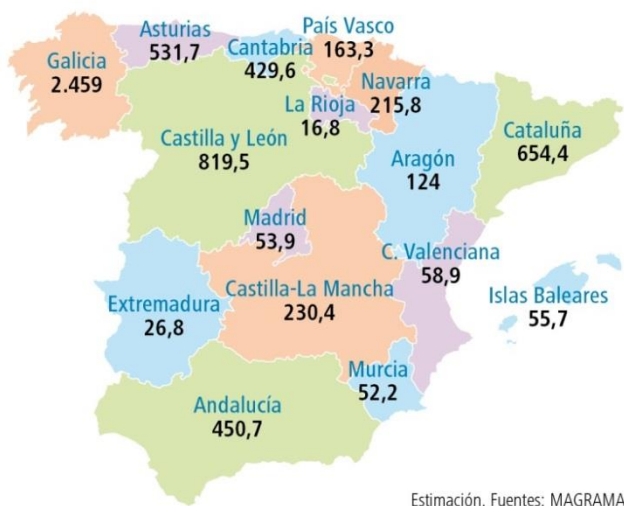 País Vasco
163,3
Asturias
531,7
Cantabria
429,6
Galicia
2.459
Navarra
215,8
La Rioja
16,8
Castilla y León
819,5
Cataluña
654,4
Aragón
124
Madrid
53,9
C. Valenciana
58,9
Extremadura
26,8
Castilla-La Mancha
230,4
Islas Baleares
55,7
Murcia
52,2
Andalucía
450,7
Estimación. Fuentes: MAGRAMA